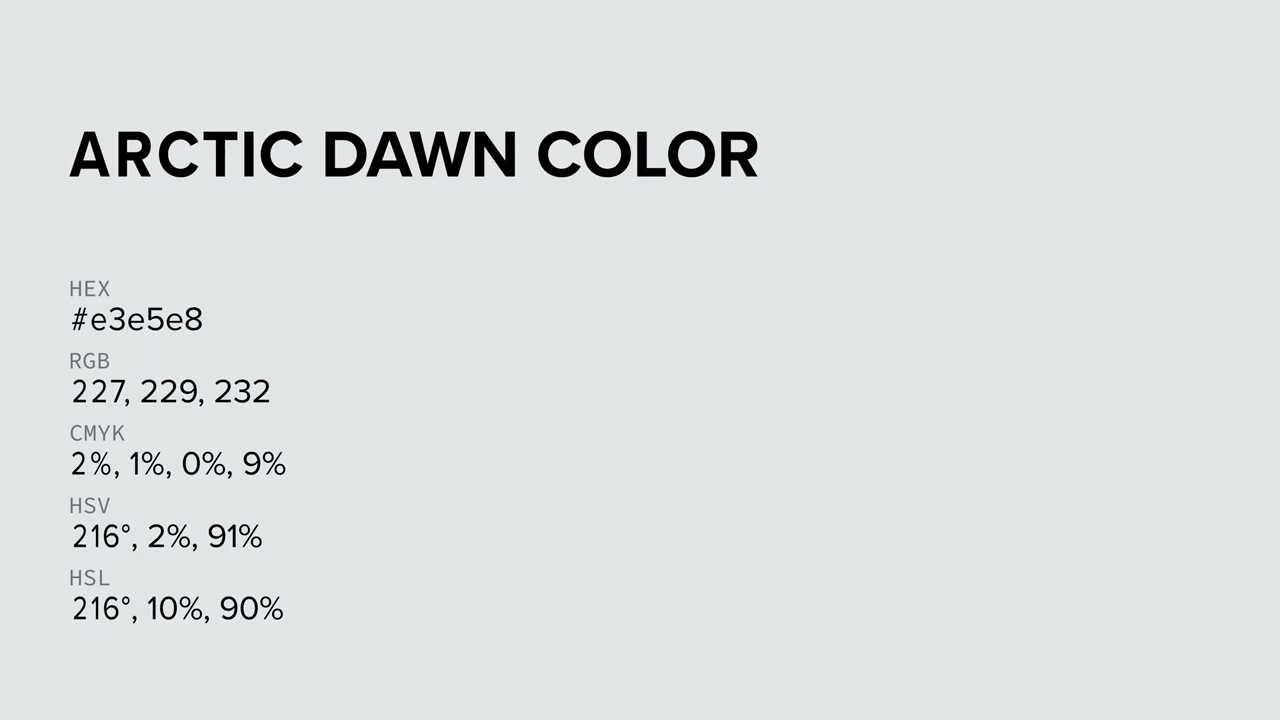 ARCTIC DAWN COLOR
HEX
#e3e5e8
RGB
227, 229, 232
CMYK
2%, 1%, 0%, 9%
HSV
216°, 2%, 91%
HSL
216°, 10%, 90%